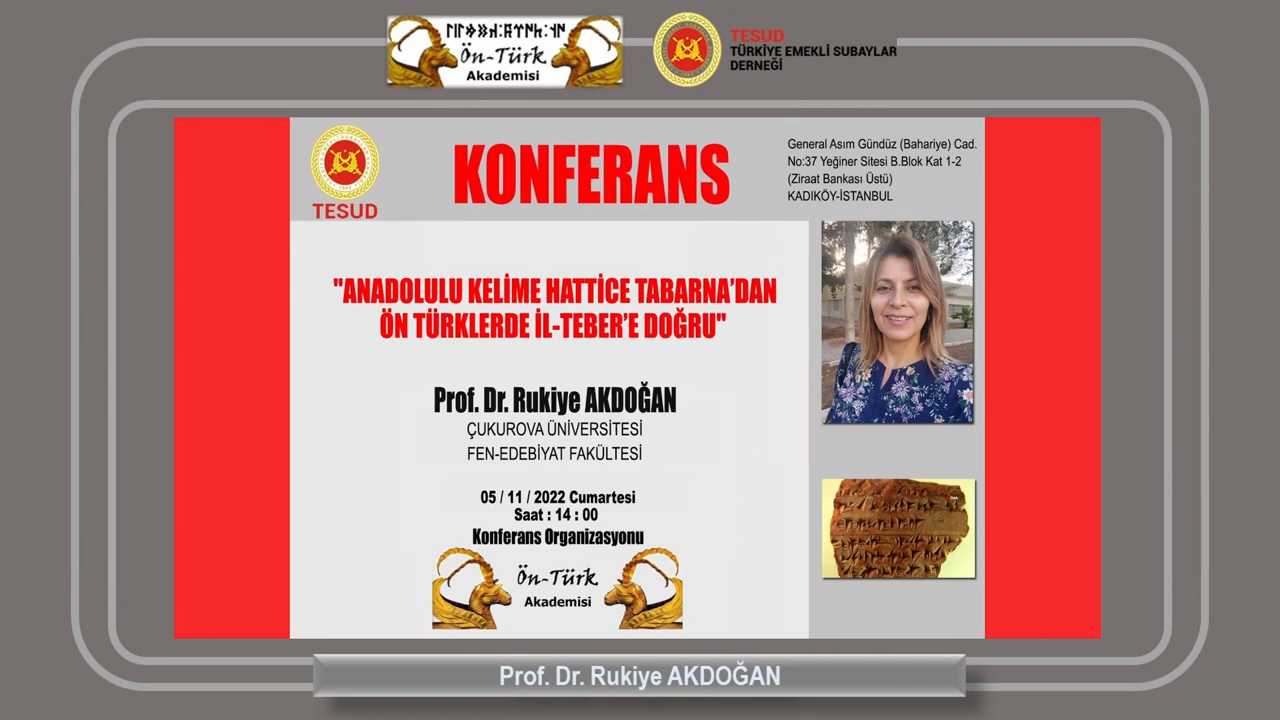 Ön-Türk
Akademisi
TESUD
TÜRKİYE EMEKLİ SUBAYLAR
DERNEĞİ
TESUD
KONFERANS
General Asım Gündüz (Bahariye) Cad.
No:37 Yeğiner Sitesi B.Blok Kat 1-2
(Ziraat Bankası Üstü)
KADIKÖY-İSTANBUL
"ANADOLULU KELİME HATTİCE TABARNA’DAN
ÖN TÜRKLERDE İL-TEBER’E DOĞRU"
Prof. Dr. Rukiye AKDOĞAN
ÇUKUROVA ÜNİVERSİTESİ
FEN-EDEBİYAT FAKÜLTESİ
05 / 11 / 2022 Cumartesi
Saat : 14 : 00
Konferans Organizasyonu
Ön-Türk
Akademisi
Prof. Dr. Rukiye AKDOĞAN